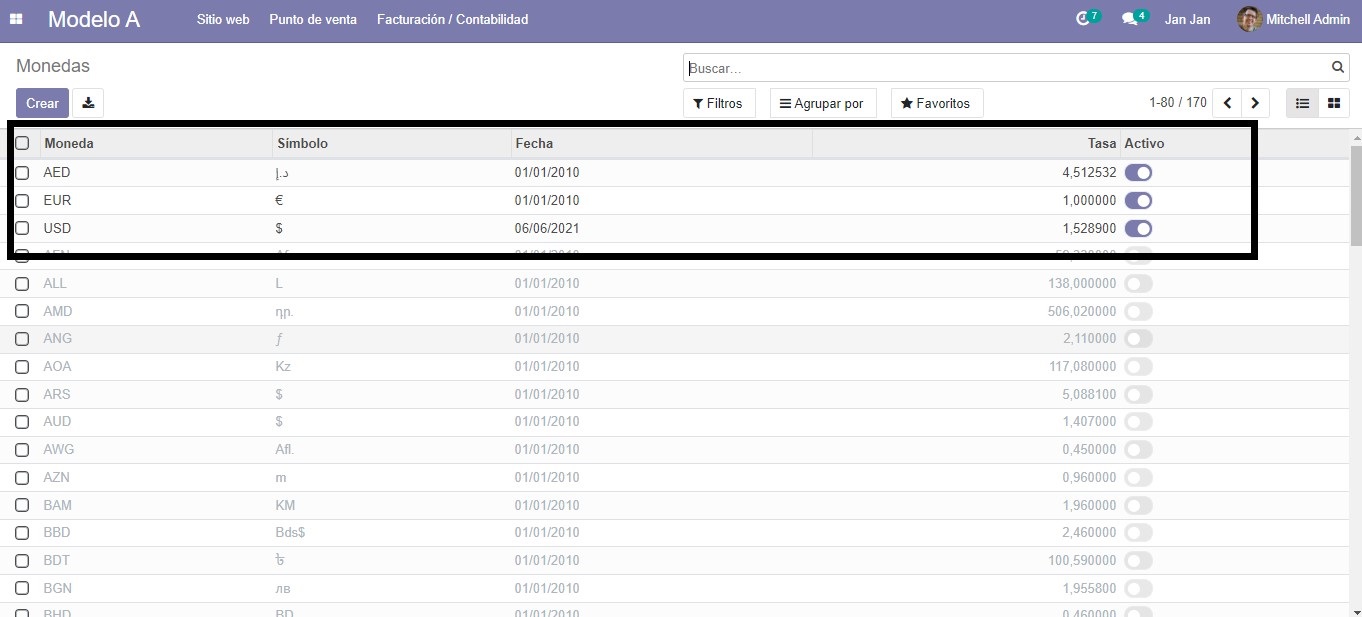 Modelo A Sitio web Punto de venta Facturación / Contabilidad 7 4 Jan Jan Mitchell Admin
Monedas Buscar...
Crear Filtros Agrupar por Favoritos 1-80 / 170
Moneda Símbolo Fecha Tasa Activo
AED د.إ 01/01/2010 4,512532
EUR € 01/01/2010 1,000000
USD $ 06/06/2021 1,528900
ALL L 01/01/2010 138,000000
AMD դր. 01/01/2010 506,020000
ANG ƒ 01/01/2010 2,110000
AOA Kz 01/01/2010 117,080000
ARS $ 01/01/2010 5,088100
AUD $ 01/01/2010 1,407000
AWG Afl. 01/01/2010 0,450000
AZN m 01/01/2010 0,960000
BAM KM 01/01/2010 1,960000
BBD Bds$ 01/01/2010 2,460000
BDT ৳ 01/01/2010 100,590000
BGN лв 01/01/2010 1,955800
BHD BD 01/01/2010 0,460000